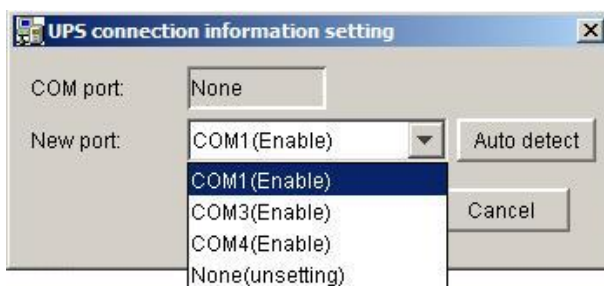 UPS connection information setting
COM port: None
New port: COM1(Enable) Auto detect
COM1(Enable)
COM3(Enable) Cancel
COM4(Enable)
None(unsetting)